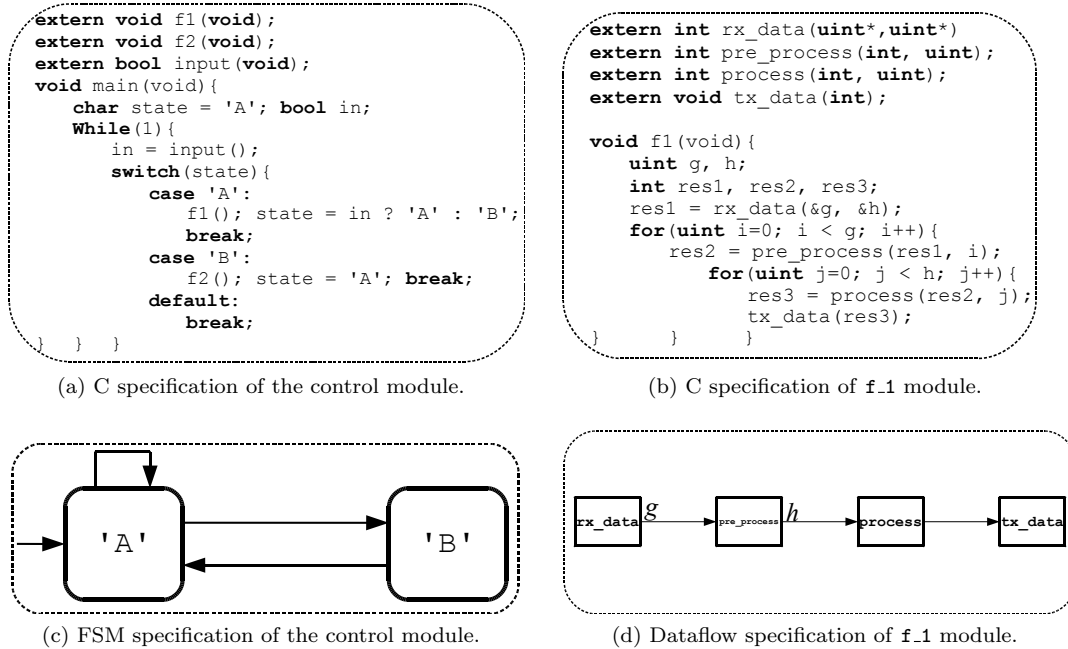 extern void f1(void);
extern void f2(void);
extern bool input(void);
void main(void){
char state = 'A'; bool in;
While(1){
in = input();
switch(state){
case 'A':
f1(); state = in ? 'A' : 'B';
break;
case 'B':
f2(); state = 'A'; break;
default:
break;
} } }
(a) C specification of the control module.
extern int rx_data(uint*,uint*)
extern int pre_process(int, uint);
extern int process(int, uint);
extern void tx_data(int);
void f1(void){
uint g, h;
int res1, res2, res3;
res1 = rx_data(&g, &h);
for(uint i=0; i < g; i++){
res2 = pre_process(res1, i);
for(uint j=0; j < h; j++){
res3 = process(res2, j);
tx_data(res3);
} } }
(b) C specification of f_1 module.
'A' 'B'
(c) FSM specification of the control module.
rx_data g pre_process h process tx_data
(d) Dataflow specification of f_1 module.